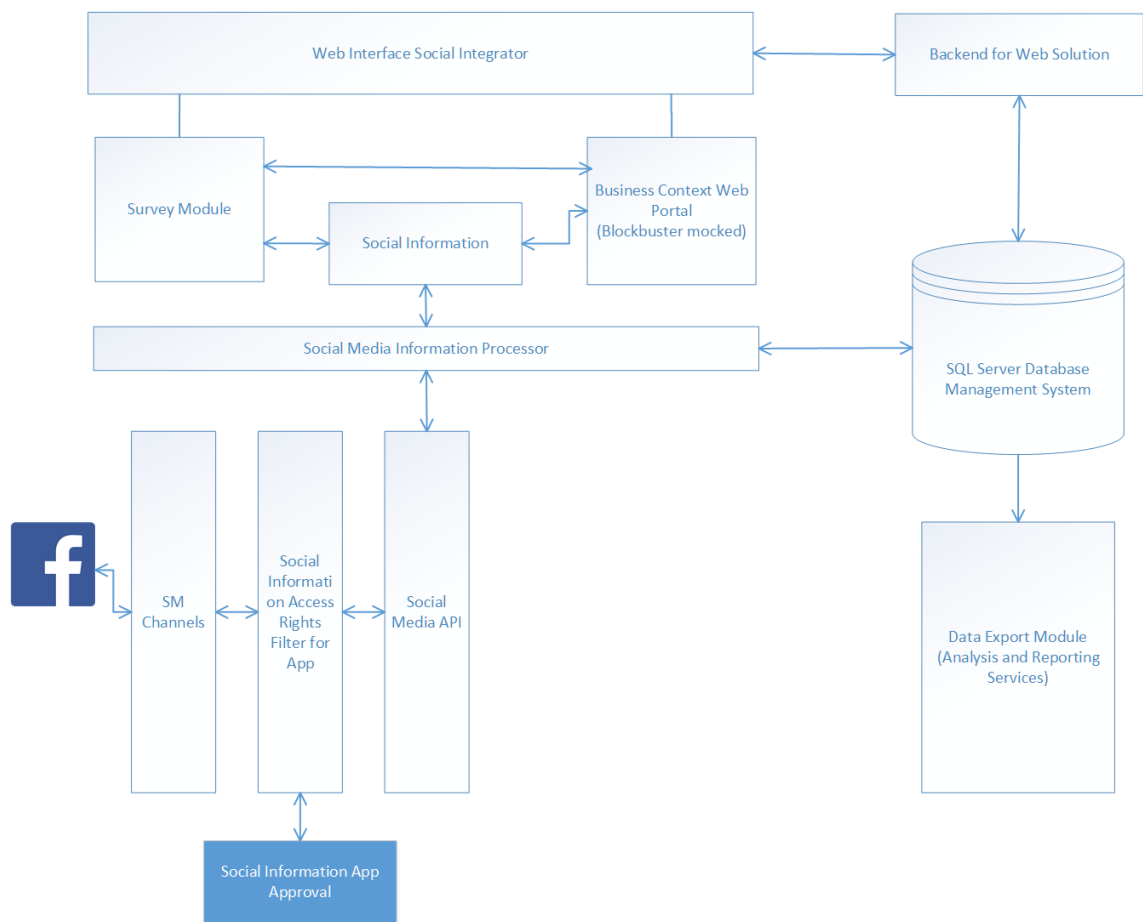 Web Interface Social Integrator
Backend for Web Solution
Survey Module
Business Context Web
Portal
(Blockbuster mocked)
Social Information
Social Media Information Processor
SQL Server Database
Management System
SM
Channels
Social
Informati
on Access
Rights
Filter for
App
Social
Media API
Data Export Module
(Analysis and Reporting
Services)
Social Information App
Approval